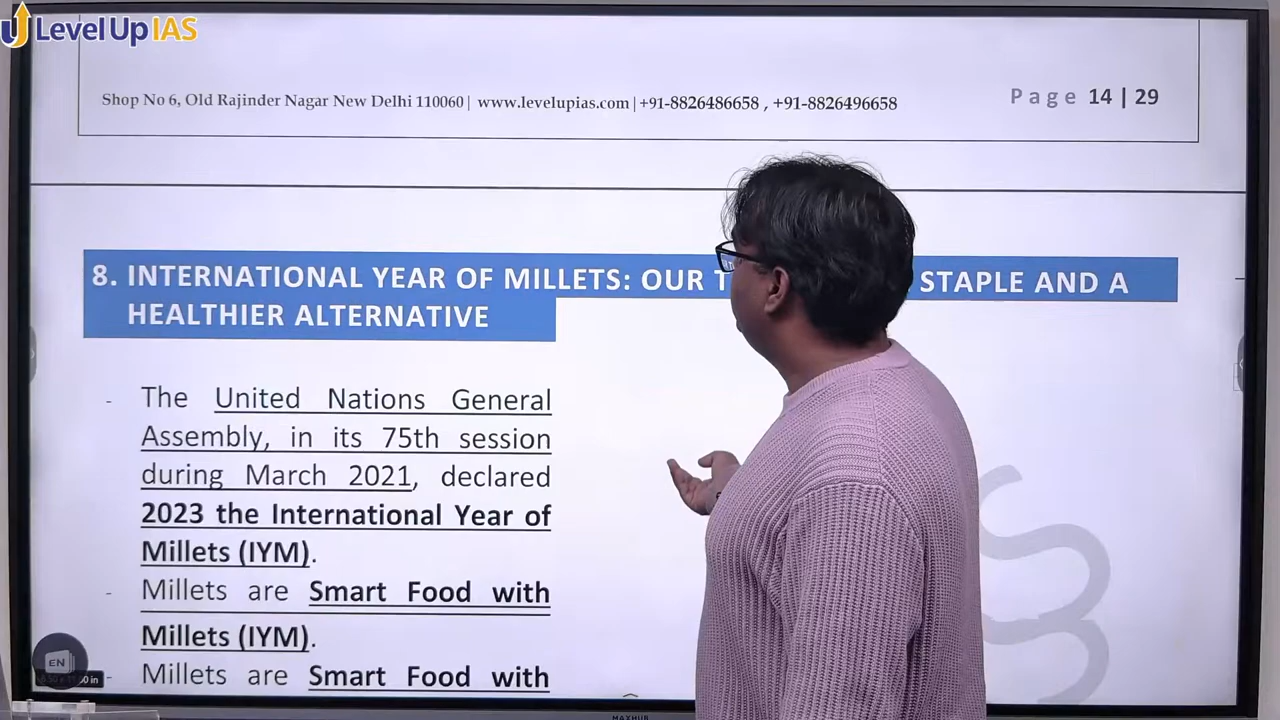 Level Up IAS
Shop No 6, Old Rajinder Nagar New Delhi 110060| www.levelupias.com|+91-8826486658 , +91-8826496658
Page 14 | 29
8. INTERNATIONAL YEAR OF MILLETS: OUR T STAPLE AND A
HEALTHIER ALTERNATIVE
- The United Nations General
Assembly, in its 75th session
during March 2021, declared
2023 the International Year of
Millets (IYM).
- Millets are Smart Food with
Millets (IYM).
- Millets are Smart Food with
EN
MAXHUB